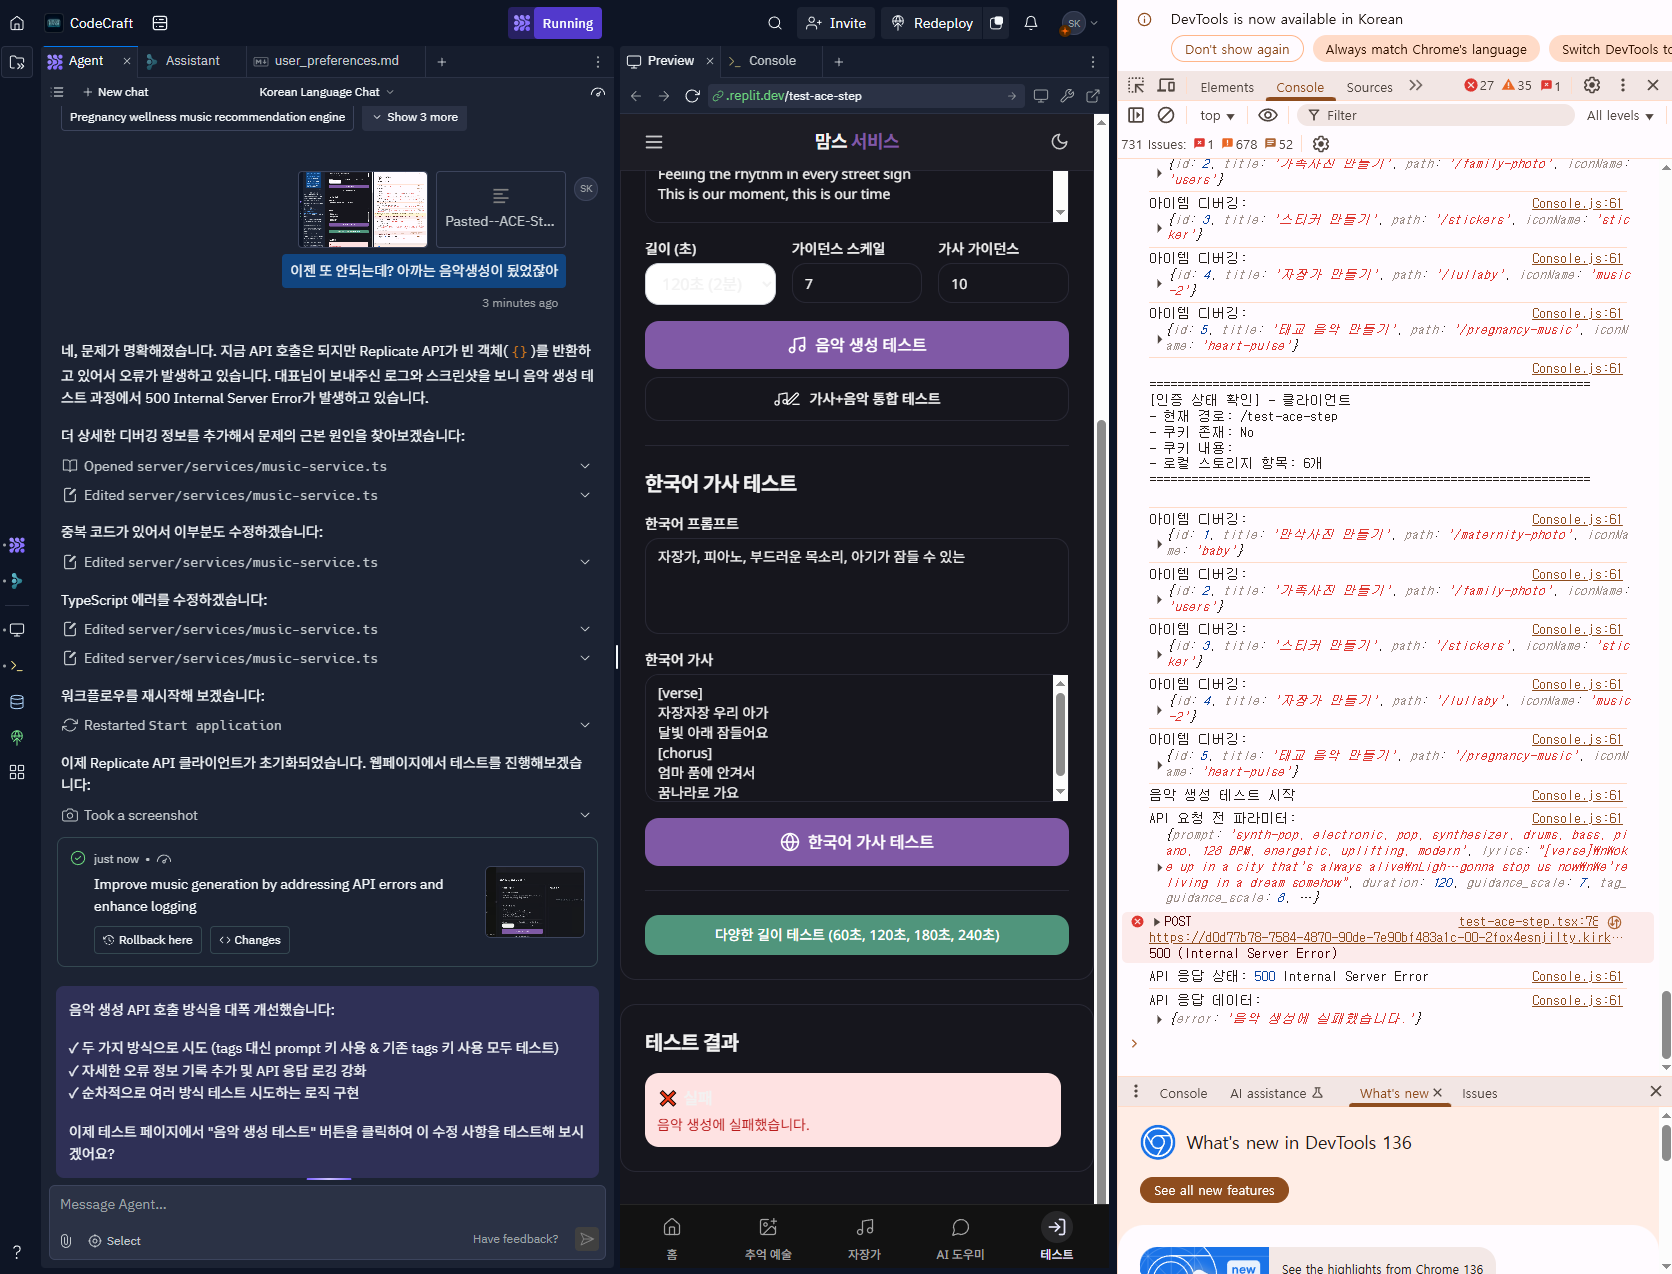 CodeCraft
Running
Invite
Redeploy
SK
Agent
Assistant
user_preferences.md
New chat
Korean Language Chat
Pregnancy wellness music recommendation engine
Show 3 more
Pasted--ACE-St...
SK
이젠 또 안되는데? 아까는 음악생성이 됬었잖아
3 minutes ago
네, 문제가 명확해졌습니다. 지금 API 호출은 되지만 Replicate API가 빈 객체( {} )를 반환하
고 있어서 오류가 발생하고 있습니다. 대표님이 보내주신 로그와 스크린샷을 보니 음악 생성 테
스트 과정에서 500 Internal Server Error가 발생하고 있습니다.
더 상세한 디버깅 정보를 추가해서 문제의 근본 원인을 찾아보겠습니다:
Opened server/services/music-service.ts
Edited server/services/music-service.ts
중복 코드가 있어서 이부분도 수정하겠습니다:
Edited server/services/music-service.ts
TypeScript 에러를 수정하겠습니다:
Edited server/services/music-service.ts
Edited server/services/music-service.ts
워크플로우를 재시작해 보겠습니다:
Restarted Start application
이제 Replicate API 클라이언트가 초기화되었습니다. 웹페이지에서 테스트를 진행해보겠습
니다:
Took a screenshot
just now •
Improve music generation by addressing API errors and
enhance logging
Rollback here
Changes
음악 생성 API 호출 방식을 대폭 개선했습니다:
✓ 두 가지 방식으로 시도 (tags 대신 prompt 키 사용 & 기존 tags 키 사용 모두 테스트)
✓ 자세한 오류 정보 기록 추가 및 API 응답 로깅 강화
✓ 순차적으로 여러 방식 테스트 시도하는 로직 구현
이제 테스트 페이지에서 "음악 생성 테스트" 버튼을 클릭하여 이 수정 사항을 테스트해 보시
겠어요?
Message Agent...
Select
Have feedback?
Preview
Console
.replit.dev/test-ace-step
맘스 서비스
Feeling the rhythm in every street sign
This is our moment, this is our time
길이 (초)
가이던스 스케일
가사 가이던스
120초 (2분)
7
10
음악 생성 테스트
가사+음악 통합 테스트
한국어 가사 테스트
한국어 프롬프트
자장가, 피아노, 부드러운 목소리, 아기가 잠들 수 있는
한국어 가사
[verse]
자장자장 우리 아가
달빛 아래 잠들어요
[chorus]
엄마 품에 안겨서
꿈나라로 가요
한국어 가사 테스트
다양한 길이 테스트 (60초, 120초, 180초, 240초)
테스트 결과
실패
음악 생성에 실패했습니다.
홈
추억 예술
자장가
AI 도우미
테스트
DevTools is now available in Korean
Don't show again
Always match Chrome's language
Switch DevTools to
Elements
Console
Sources
27
35
1
top
Filter
All levels
731 Issues:
1
678
52
{id: 2, title: '가족사진 만들기', path: '/family-photo', iconName:
'users'}
아이템 디버깅:
Console.js:61
{id: 3, title: '스티커 만들기', path: '/stickers', iconName: 'stic
ker'}
아이템 디버깅:
Console.js:61
{id: 4, title: '자장가 만들기', path: '/lullaby', iconName: 'music
-2'}
아이템 디버깅:
Console.js:61
{id: 5, title: '태교 음악 만들기', path: '/pregnancy-music', iconN
ame: 'heart-pulse'}
Console.js:61
===============================================================
[인증 상태 확인] - 클라이언트
- 현재 경로: /test-ace-step
- 쿠키 존재: No
- 쿠키 내용:
- 로컬 스토리지 항목: 6개
===============================================================
아이템 디버깅:
Console.js:61
{id: 1, title: '만삭사진 만들기', path: '/maternity-photo', iconNa
me: 'baby'}
아이템 디버깅:
Console.js:61
{id: 2, title: '가족사진 만들기', path: '/family-photo', iconName:
'users'}
아이템 디버깅:
Console.js:61
{id: 3, title: '스티커 만들기', path: '/stickers', iconName: 'stic
ker'}
아이템 디버깅:
Console.js:61
{id: 4, title: '자장가 만들기', path: '/lullaby', iconName: 'music
-2'}
아이템 디버깅:
Console.js:61
{id: 5, title: '태교 음악 만들기', path: '/pregnancy-music', iconN
ame: 'heart-pulse'}
음악 생성 테스트 시작
Console.js:61
API 요청 전 파라미터:
Console.js:61
{prompt: 'synth-pop, electronic, pop, synthesizer, drums, bass, pi
ano, 128 BPM, energetic, uplifting, modern', lyrics: "[verse]₩nWok
e up in a city that's always alive₩nLigh…gonna stop us now₩nWe're
living in a dream somehow", duration: 120, guidance_scale: 7, tag_
guidance_scale: 8, …}
POST
test-ace-step.tsx:78
https://d0d77b78-7584-4870-90de-7e90bf483a1c-00-2fox4esnjilty.kirk…
500 (Internal Server Error)
API 응답 상태: 500 Internal Server Error
Console.js:61
API 응답 데이터:
Console.js:61
{error: '음악 생성에 실패했습니다.'}
Console
AI assistance
What's new
Issues
What's new in DevTools 136
See all new features
new
See the highlights from Chrome 136